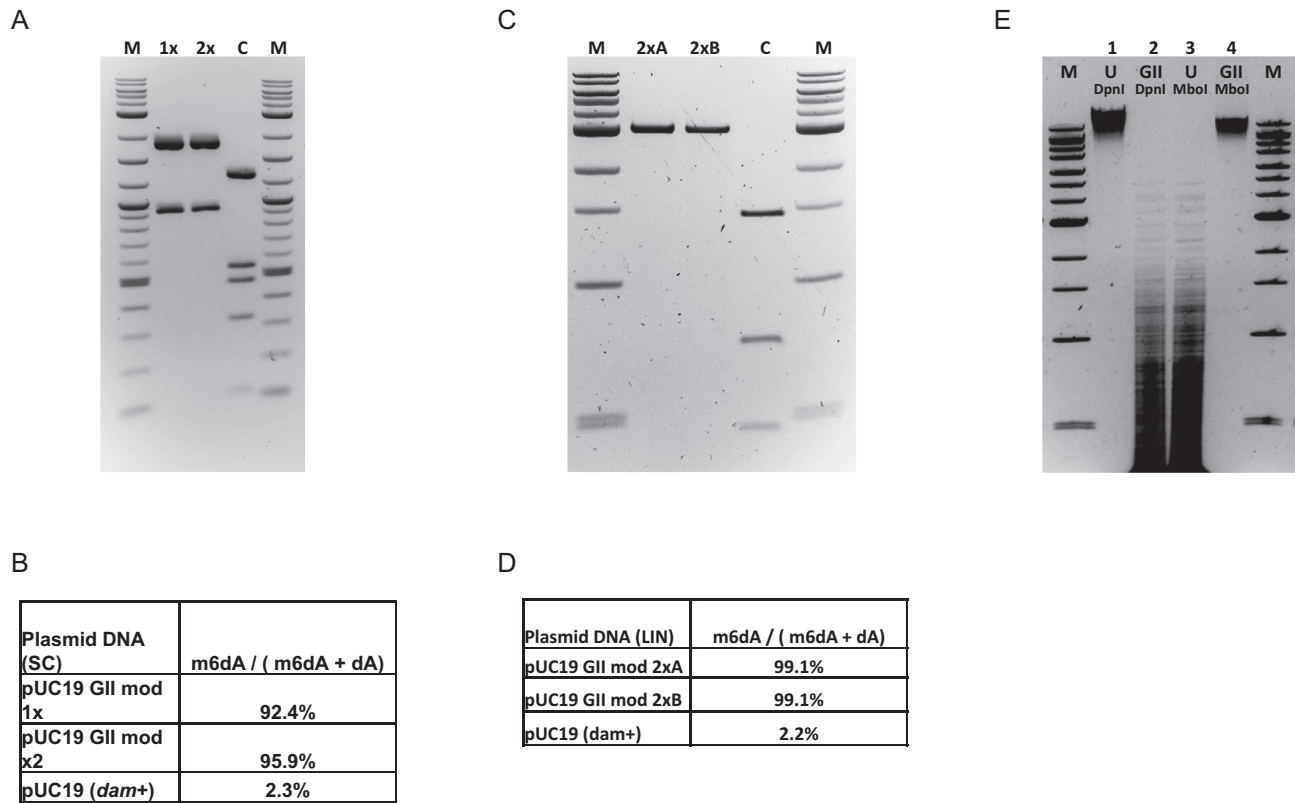 A
M 1x 2x C M
C
M 2xA 2xB C M
E
1 2 3 4
M U GII U GII M
DpnI DpnI MboI MboI
B
Plasmid DNA
(SC) m6dA / ( m6dA + dA)
pUC19 GII mod
1x 92.4%
pUC19 GII mod
x2 95.9%
pUC19 (dam+) 2.3%
D
Plasmid DNA (LIN) m6dA / ( m6dA + dA)
pUC19 GII mod 2xA 99.1%
pUC19 GII mod 2xB 99.1%
pUC19 (dam+) 2.2%